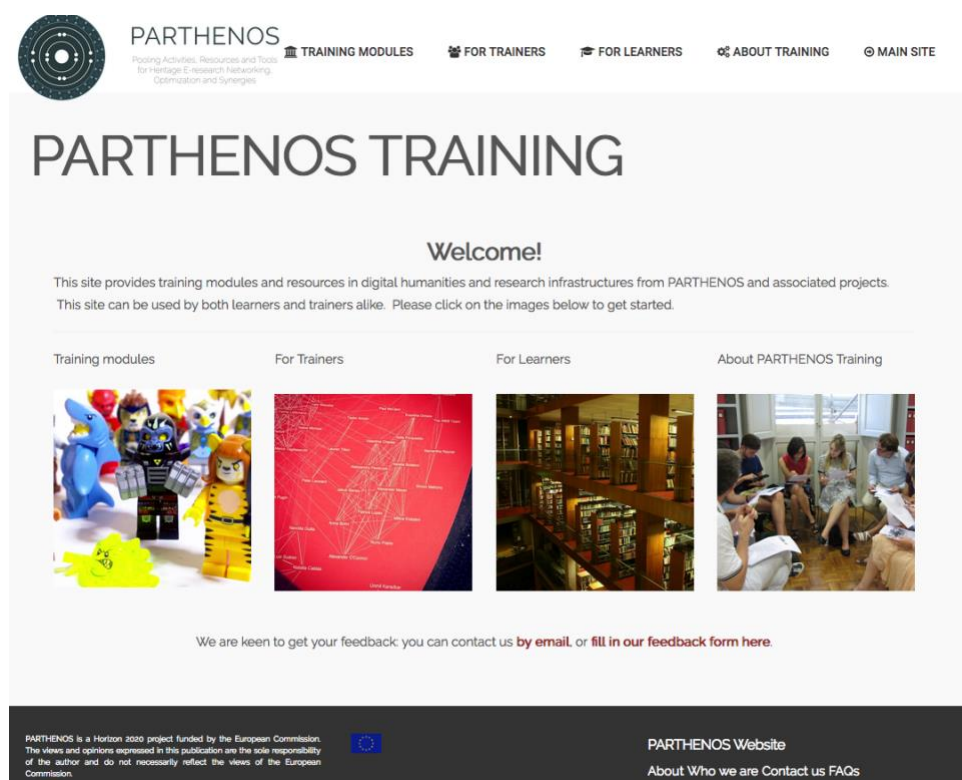 PARTHENOS
Pooling Activities, Resources and Tools
for Heritage E-research Networking,
Optimization and Synergies
TRAINING MODULES
FOR TRAINERS
FOR LEARNERS
ABOUT TRAINING
MAIN SITE
PARTHENOS TRAINING
Welcome!
This site provides training modules and resources in digital humanities and research infrastructures from PARTHENOS and associated projects.
This site can be used by both learners and trainers alike. Please click on the images below to get started.
Training modules
For Trainers
For Learners
About PARTHENOS Training
We are keen to get your feedback: you can contact us by email, or fill in our feedback form here.
PARTHENOS is a Horizon 2020 project funded by the European Commission.
The views and opinions expressed in this publication are the sole responsibility
of the author and do not necessarily reflect the views of the European
Commission.
PARTHENOS Website
About Who we are Contact us FAQs